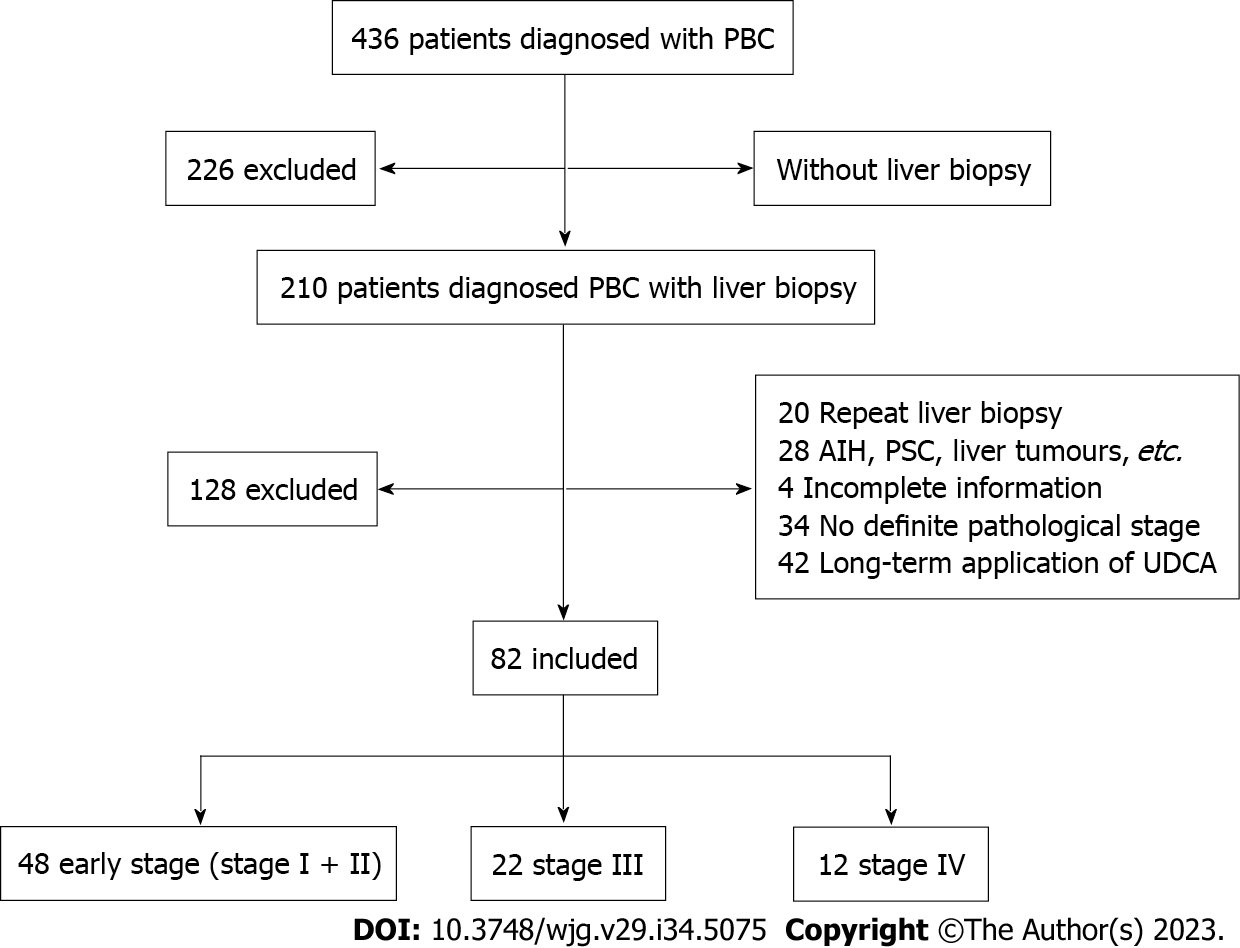 436 patients diagnosed with PBC
226 excluded
Without liver biopsy
210 patients diagnosed PBC with liver biopsy
128 excluded
20 Repeat liver biopsy
28 AIH, PSC, liver tumours, etc.
4 Incomplete information
34 No definite pathological stage
42 Long-term application of UDCA
82 included
48 early stage (stage I + II)
22 stage III
12 stage IV
DOI: 10.3748/wjg.v29.i34.5075 Copyright ©The Author(s) 2023.